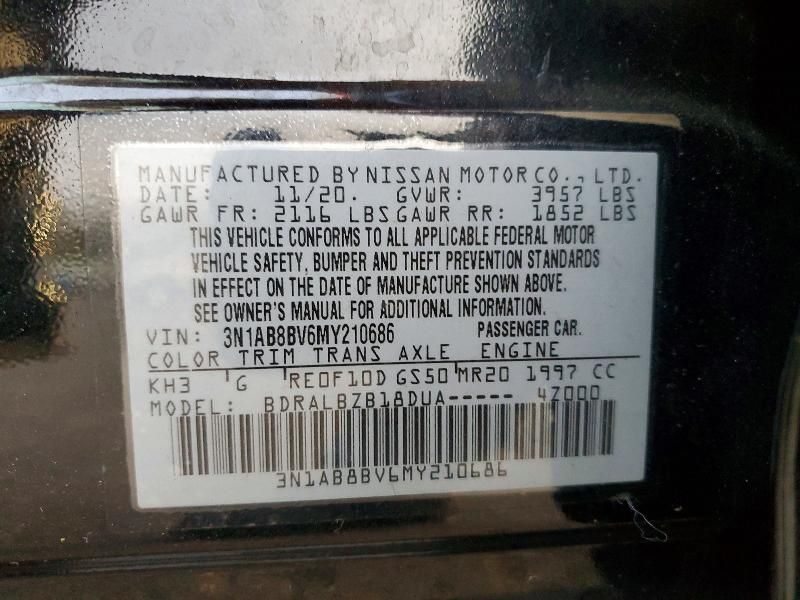 MANUFACTURED BY NISSAN MOTOR CO., LTD.
DATE: 11/20. GVWR: 3957 LBS
GAWR FR: 2116 LBS GAWR RR: 1852 LBS
THIS VEHICLE CONFORMS TO ALL APPLICABLE FEDERAL MOTOR
VEHICLE SAFETY, BUMPER AND THEFT PREVENTION STANDARDS
IN EFFECT ON THE DATE OF MANUFACTURE SHOWN ABOVE.
SEE OWNER'S MANUAL FOR ADDITIONAL INFORMATION.
VIN: 3N1AB8BV6MY210686 PASSENGER CAR.
COLOR TRIM TRANS AXLE ENGINE
KH3 G RE0F10D GS50 MR20 1997 CC
MODEL: BDRALBZB18DUA----- 4Z000
3N1AB8BV6MY210686